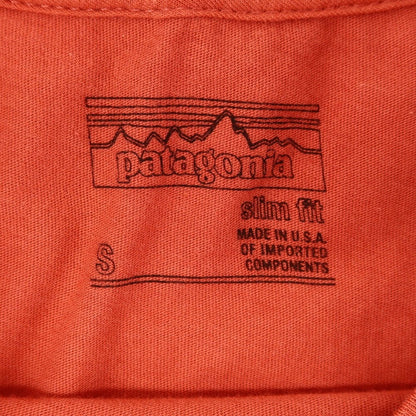 patagonia
slim fit
MADE IN U.S.A.
OF IMPORTED
COMPONENTS
S